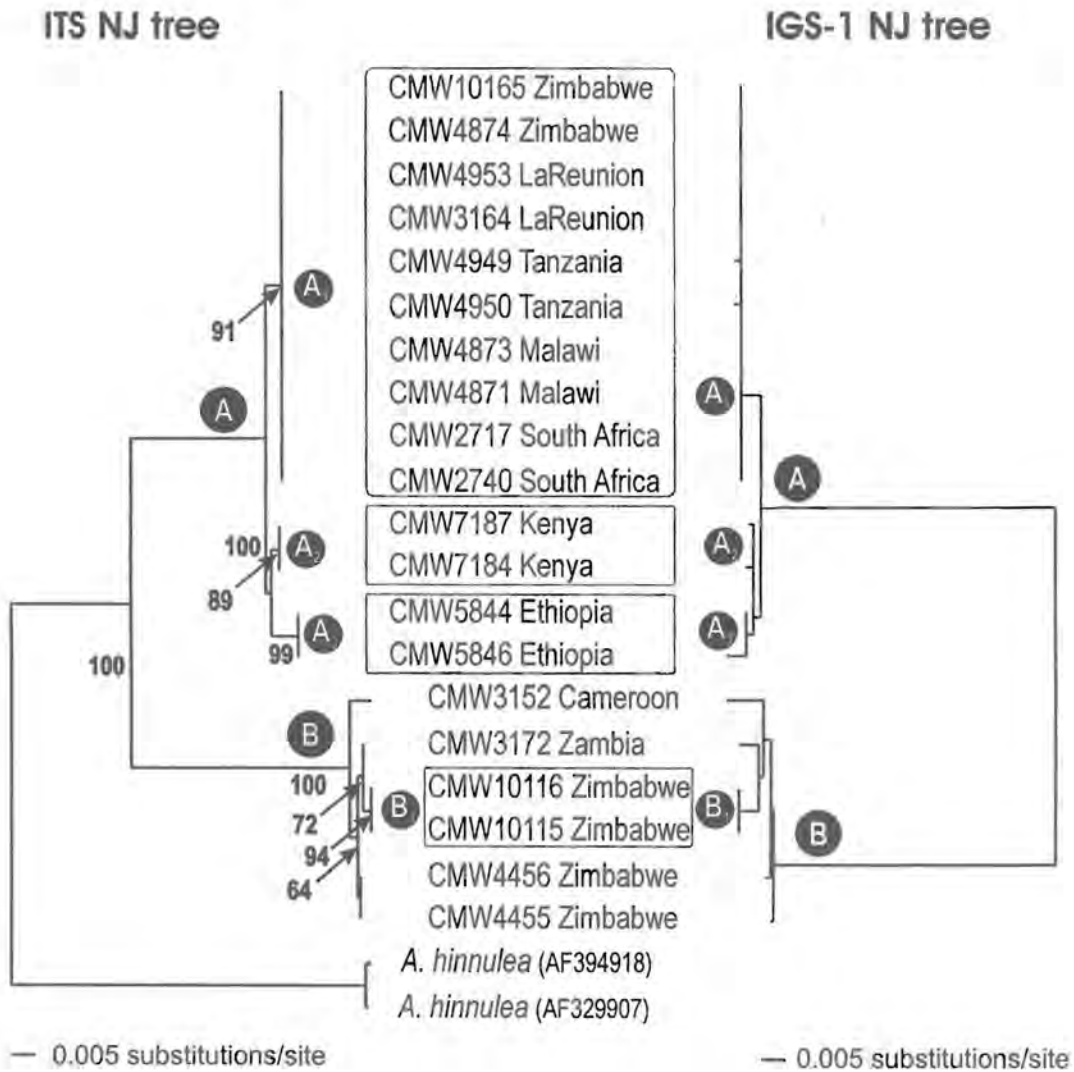 ITS NJ tree
IGS-1 NJ tree
CMW10165 Zimbabwe
CMW4874 Zimbabwe
CMW4953 LaReunion
CMW3164 LaReunion
CMW4949 Tanzania
A
CMW4950 Tanzania
91
CMW4873 Malawi
CMW4871 Malawi
A
A
CMW2717 South Africa
CMW2740 South Africa
A
CMW7187 Kenya
100
A2
A
CMW7184 Kenya
89
CMW5844 Ethiopia
A
A
99
CMW5846 Ethiopia
100
CMW3152 Cameroon
B
CMW3172 Zambia
100
CMW10116 Zimbabwe
B
B
72
CMW10115 Zimbabwe
B
94
64
CMW4456 Zimbabwe
CMW4455 Zimbabwe
A. hinnulea (AF394918)
A. hinnulea (AF329907)
0.005 substitutions/site
0.005 substitutions/site